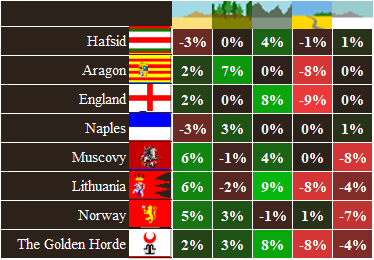 Hafsid -3% 0% 4% -1% 1%
Aragon 2% 7% 0% -8% 0%
England 2% 0% 8% -9% 0%
Naples -3% 3% 0% 0% 1%
Muscovy 6% -1% 4% 0% -8%
Lithuania 6% -2% 9% -8% -4%
Norway 5% 3% -1% 1% -7%
The Golden Horde 2% 3% 8% -8% -4%